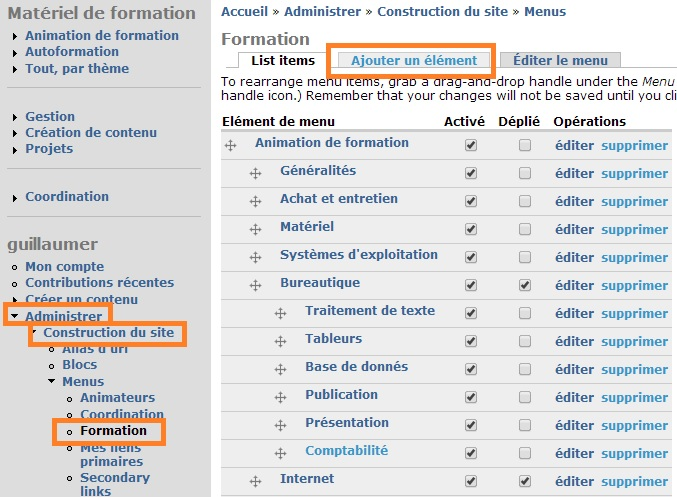 Matériel de formation
Animation de formation
Autoformation
Tout, par thème
Gestion
Création de contenu
Projets
Coordination
guillaumer
Mon compte
Contributions récentes
Créer un contenu
Administrer
Construction du site
Alias d'url
Blocs
Menus
Animateurs
Coordination
Formation
Mes liens
primaires
Secondary
links
Accueil » Administrer » Construction du site » Menus
Formation
List items Ajouter un élément Éditer le menu
To rearrange menu items, grab a drag-and-drop handle under the Menu
handle icon.) Remember that your changes will not be saved until you cli
Elément de menu Activé Déplié Opérations
Animation de formation éditer supprimer
Généralités éditer supprimer
Achat et entretien éditer supprimer
Matériel éditer supprimer
Systèmes d'exploitation éditer supprimer
Bureautique éditer supprimer
Traitement de texte éditer supprimer
Tableurs éditer supprimer
Base de donnés éditer supprimer
Publication éditer supprimer
Présentation éditer supprimer
Comptabilité éditer supprimer
Internet éditer supprimer